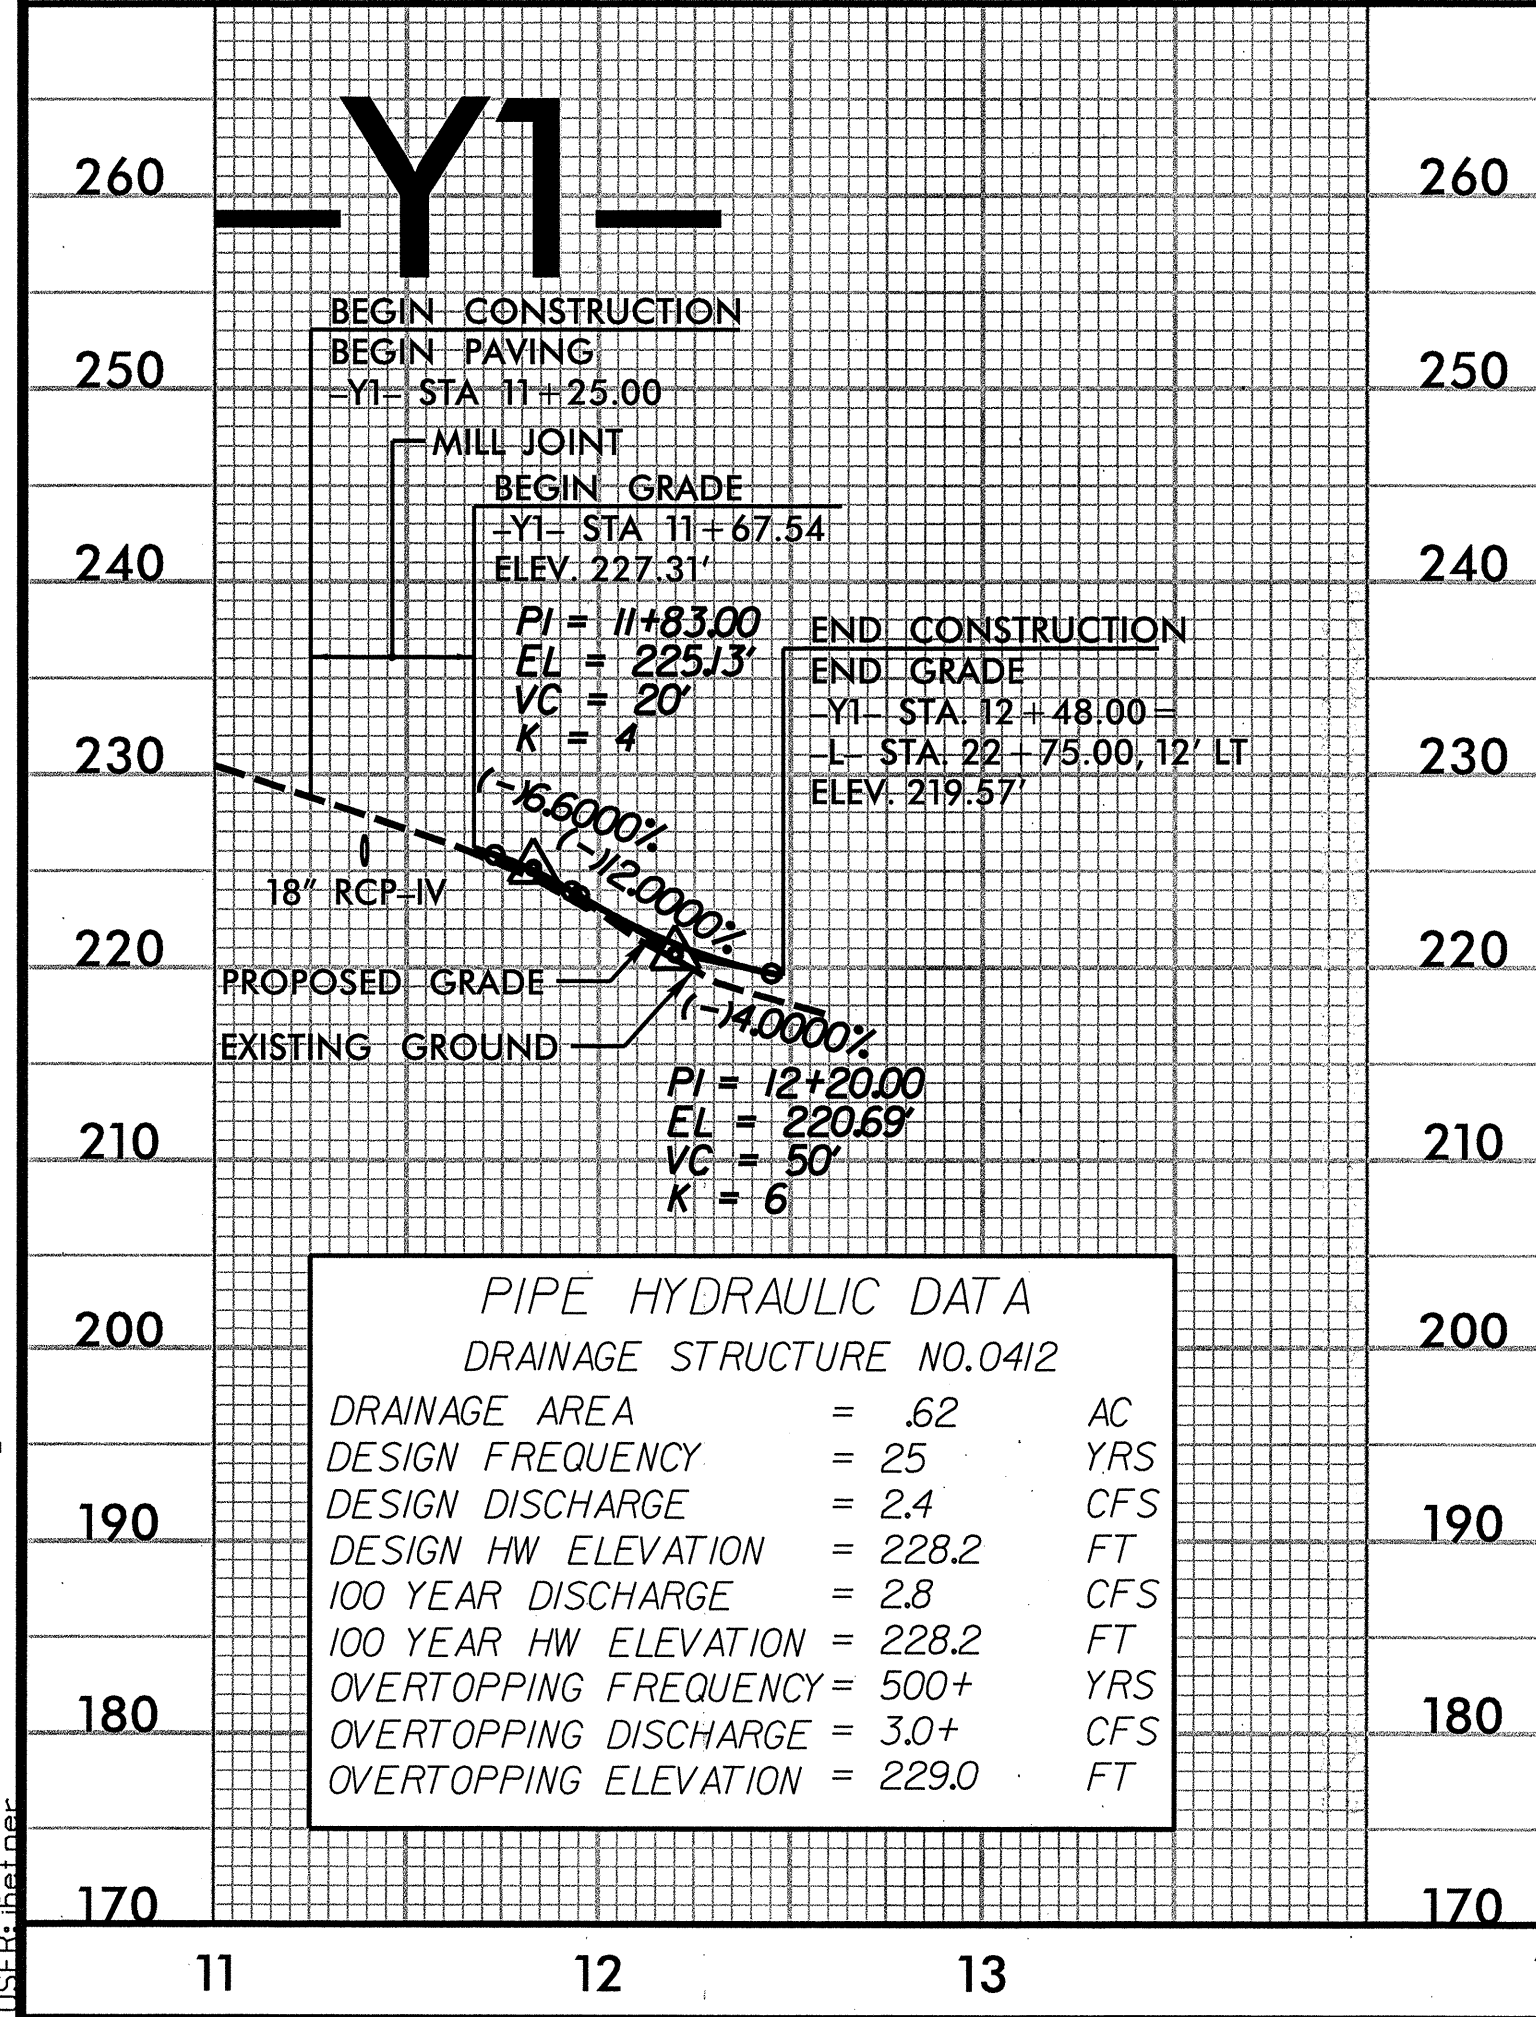 –Y1–
BEGIN CONSTRUCTION
BEGIN PAVING
–Y1– STA 11+25.00
MILL JOINT
BEGIN GRADE
–Y1– STA 11+67.54
ELEV. 227.31'
PI = 11+83.00
EL = 225.13'
VC = 20'
K = 4
END CONSTRUCTION
END GRADE
–Y1– STA. 12+48.00 =
–L– STA. 22+75.00, 12' LT
ELEV. 219.57'
(-)6.6000%
(-)12.0000%
18" RCP–IV
PROPOSED GRADE
EXISTING GROUND
(-)4.0000%
PI = 12+20.00
EL = 220.69'
VC = 50'
K = 6
PIPE HYDRAULIC DATA
DRAINAGE STRUCTURE NO. 0412
DRAINAGE AREA = .62 AC
DESIGN FREQUENCY = 25 YRS
DESIGN DISCHARGE = 2.4 CFS
DESIGN HW ELEVATION = 228.2 FT
100 YEAR DISCHARGE = 2.8 CFS
100 YEAR HW ELEVATION = 228.2 FT
OVERTOPPING FREQUENCY = 500+ YRS
OVERTOPPING DISCHARGE = 3.0+ CFS
OVERTOPPING ELEVATION = 229.0 FT
260 260
250 250
240 240
230 230
220 220
210 210
200 200
190 190
180 180
170 170
11 12 13